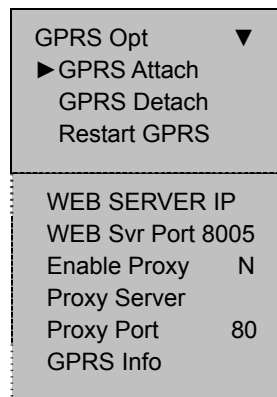 GPRS Opt ▼
►GPRS Attach
GPRS Detach
Restart GPRS
WEB SERVER IP
WEB Svr Port 8005
Enable Proxy N
Proxy Server
Proxy Port 80
GPRS Info